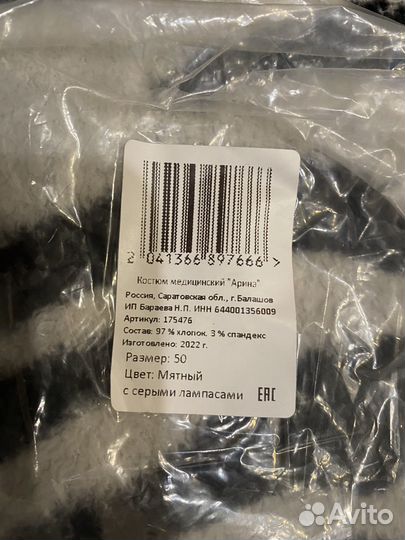 2 041366 897666 >
Костюм медицинский "Арина"
Россия, Саратовская обл., г.Балашов
ИП Бараева Н.П. ИНН 644001356009
Артикул: 175476
Состав: 97 % хлопок. 3 % спандекс
Изготовлено: 2022 г.
Размер: 50
Цвет: Мятный
с серыми лампасами
EAC
Avito